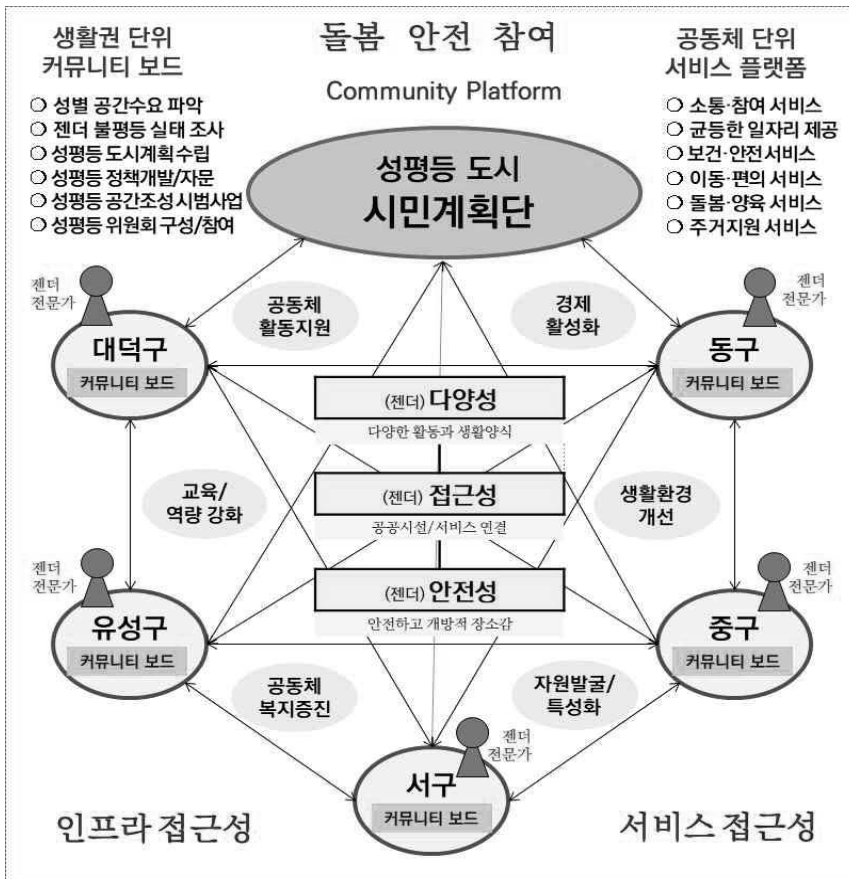 생활권 단위
커뮤니티 보드
○ 성별 공간수요 파악
○ 젠더 불평등 실태 조사
○ 성평등 도시계획 수립
○ 성평등 정책개발/자문
○ 성평등 공간조성 시범사업
○ 성평등 위원회 구성/참여
돌봄 안전 참여
Community Platform
공동체 단위
서비스 플랫폼
○ 소통·참여 서비스
○ 균등한 일자리 제공
○ 보건·안전 서비스
○ 이동·편의 서비스
○ 돌봄·양육 서비스
○ 주거지원 서비스
성평등 도시
시민계획단
젠더
전문가
대덕구
커뮤니티 보드
공동체
활동지원
경제
활성화
젠더
전문가
동구
커뮤니티 보드
(젠더) 다양성
다양한 활동과 생활양식
교육/
역량 강화
(젠더) 접근성
공공시설/서비스 연결
생활환경
개선
젠더
전문가
유성구
커뮤니티 보드
(젠더) 안전성
안전하고 개방적 장소감
젠더
전문가
중구
커뮤니티 보드
공동체
복지증진
자원발굴/
특성화
젠더
전문가
서구
커뮤니티 보드
인프라 접근성
서비스 접근성